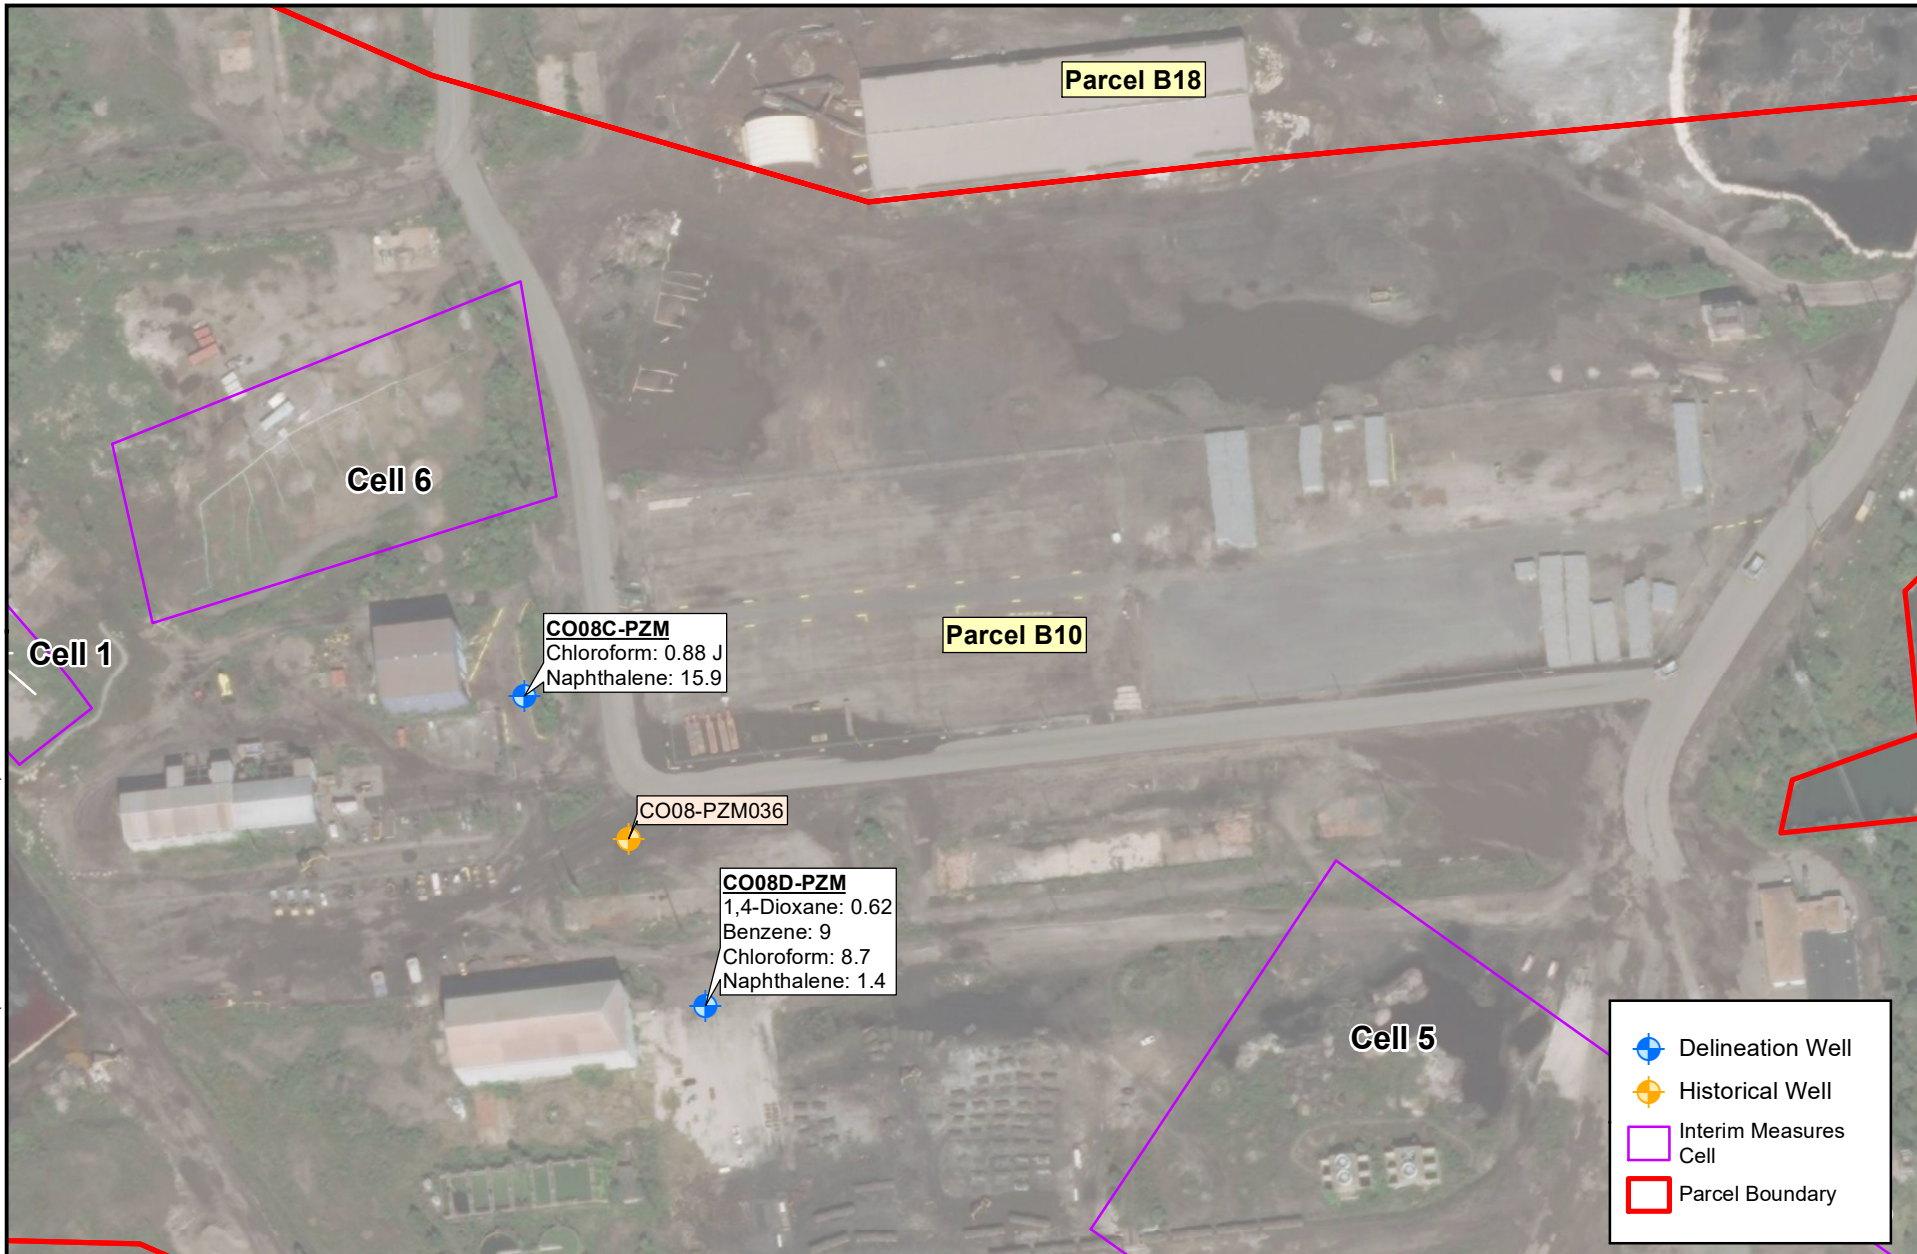 Parcel B18
Cell 6
CO08C-PZM
Chloroform: 0.88 J
Naphthalene: 15.9
Parcel B10
Cell 1
CO08-PZM036
CO08D-PZM
1,4-Dioxane: 0.62
Benzene: 9
Chloroform: 8.7
Naphthalene: 1.4
Cell 5
Delineation Well
Historical Well
Interim Measures
Cell
Parcel Boundary